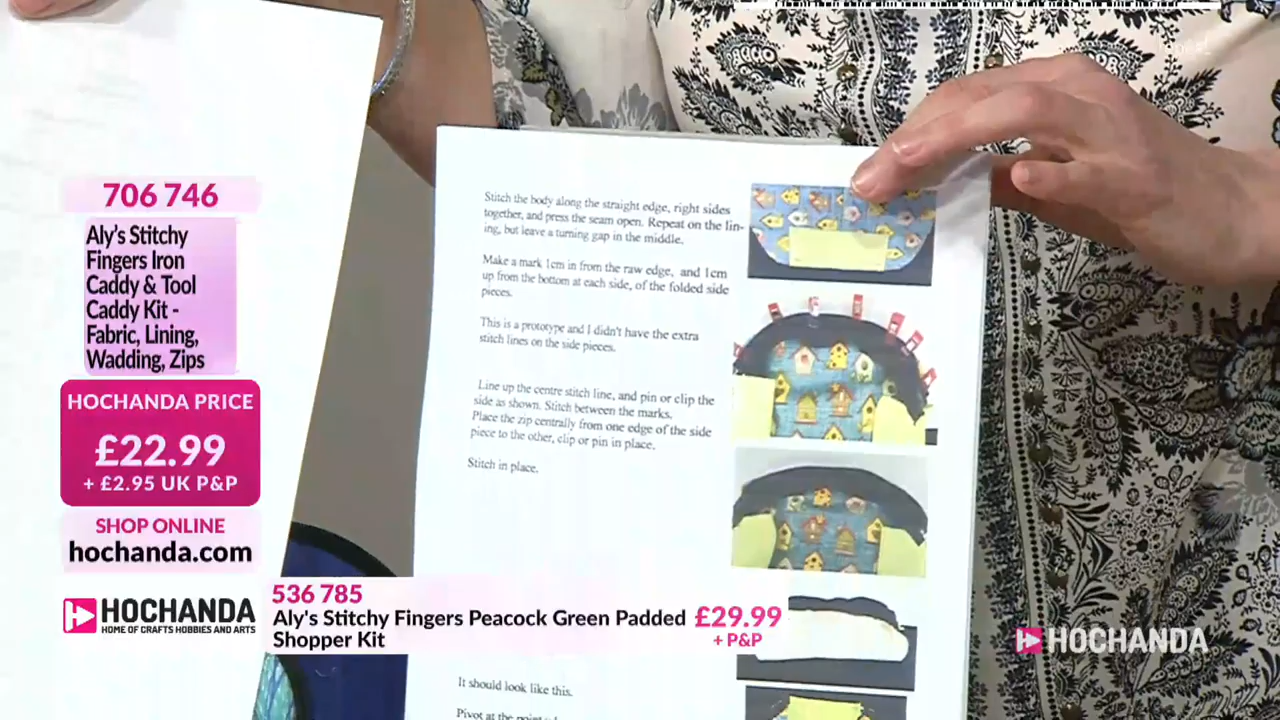 706 746
Aly's Stitchy
Fingers Iron
Caddy & Tool
Caddy Kit -
Fabric, Lining,
Wadding, Zips
HOCHANDA PRICE
£22.99
+ £2.95 UK P&P
SHOP ONLINE
hochanda.com
HOCHANDA
HOME OF CRAFTS HOBBIES AND ARTS
536 785
Aly's Stitchy Fingers Peacock Green Padded
Shopper Kit
£29.99
+ P&P
Stitch the body along the straight edge, right sides
together, and press the seam open. Repeat on the lin-
ing, but leave a turning gap in the middle.
Make a mark 1cm in from the raw edge, and 1cm
up from the bottom at each side, of the folded side
pieces.
This is a prototype and I didn't have the extra
stitch lines on the side pieces.
Line up the centre stitch line, and pin or clip the
side as shown. Stitch between the marks.
Place the zip centrally from one edge of the side
piece to the other, clip or pin in place.
Stitch in place.
It should look like this.
Pivot at the
HOCHANDA